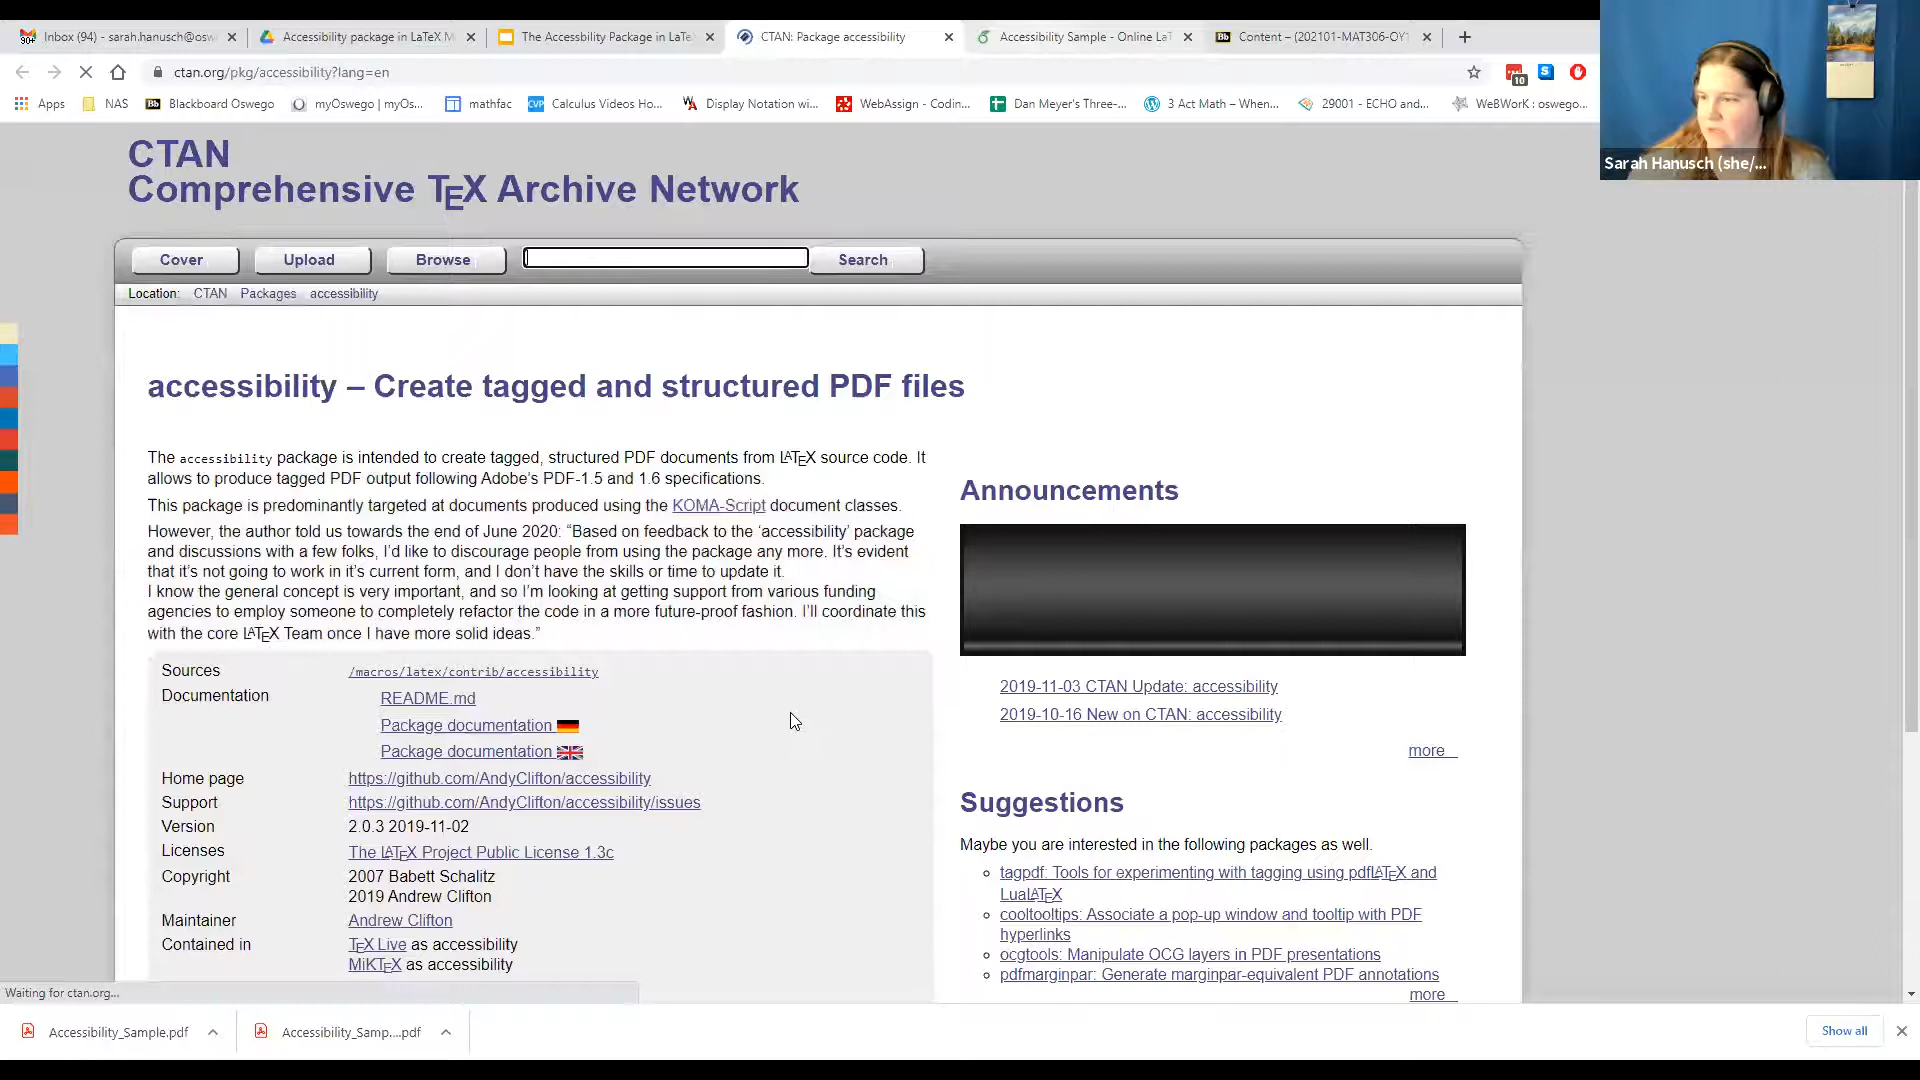 Inbox (94) - sarah.hanusch@osw
Accessibility package in LaTeX M
The Accessbility Package in LaTe
CTAN: Package accessibility
Accessibility Sample - Online LaT
Content – (202101-MAT306-OY1
ctan.org/pkg/accessibility?lang=en
10
Apps
NAS
Blackboard Oswego
myOswego | myOs...
mathfac
Calculus Videos Ho...
Display Notation wi...
WebAssign - Codin...
Dan Meyer's Three-...
3 Act Math – When...
29001 - ECHO and...
WeBWorK : oswego...
Sarah Hanusch (she/...
CTAN
Comprehensive TEX Archive Network
Cover
Upload
Browse
Search
Location: CTAN Packages accessibility
accessibility – Create tagged and structured PDF files
The accessibility package is intended to create tagged, structured PDF documents from LATEX source code. It
allows to produce tagged PDF output following Adobe's PDF-1.5 and 1.6 specifications.
This package is predominantly targeted at documents produced using the KOMA-Script document classes.
However, the author told us towards the end of June 2020: “Based on feedback to the ‘accessibility’ package
and discussions with a few folks, I’d like to discourage people from using the package any more. It’s evident
that it’s not going to work in it’s current form, and I don’t have the skills or time to update it.
I know the general concept is very important, and so I’m looking at getting support from various funding
agencies to employ someone to completely refactor the code in a more future-proof fashion. I’ll coordinate this
with the core LATEX Team once I have more solid ideas.”
Sources /macros/latex/contrib/accessibility
Documentation README.md
Package documentation
Package documentation
Home page https://github.com/AndyClifton/accessibility
Support https://github.com/AndyClifton/accessibility/issues
Version 2.0.3 2019-11-02
Licenses The LATEX Project Public License 1.3c
Copyright 2007 Babett Schalitz
2019 Andrew Clifton
Maintainer Andrew Clifton
Contained in TEX Live as accessibility
MiKTEX as accessibility
Announcements
2019-11-03 CTAN Update: accessibility
2019-10-16 New on CTAN: accessibility
more
Suggestions
Maybe you are interested in the following packages as well.
tagpdf: Tools for experimenting with tagging using pdfLATEX and
LuaLATEX
cooltooltips: Associate a pop-up window and tooltip with PDF
hyperlinks
ocgtools: Manipulate OCG layers in PDF presentations
pdfmarginpar: Generate marginpar-equivalent PDF annotations
more
Waiting for ctan.org...
Accessibility_Sample.pdf
Accessibility_Samp....pdf
Show all